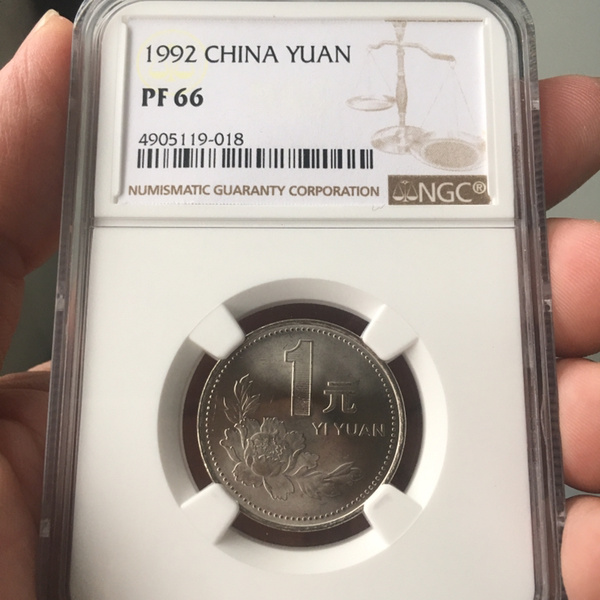 1992 CHINA YUAN
PF 66
4905119-018
NUMISMATIC GUARANTY CORPORATION
NGC®
1元
YI YUAN